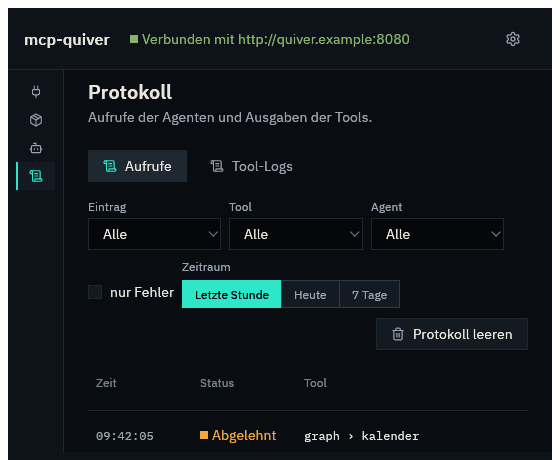 mcp-quiver Verbunden mit http://quiver.example:8080
Protokoll
Aufrufe der Agenten und Ausgaben der Tools.
Aufrufe Tool-Logs
Eintrag Tool Agent
Alle Alle Alle
Zeitraum
nur Fehler Letzte Stunde Heute 7 Tage
Protokoll leeren
Zeit Status Tool
09:42:05 Abgelehnt graph › kalender